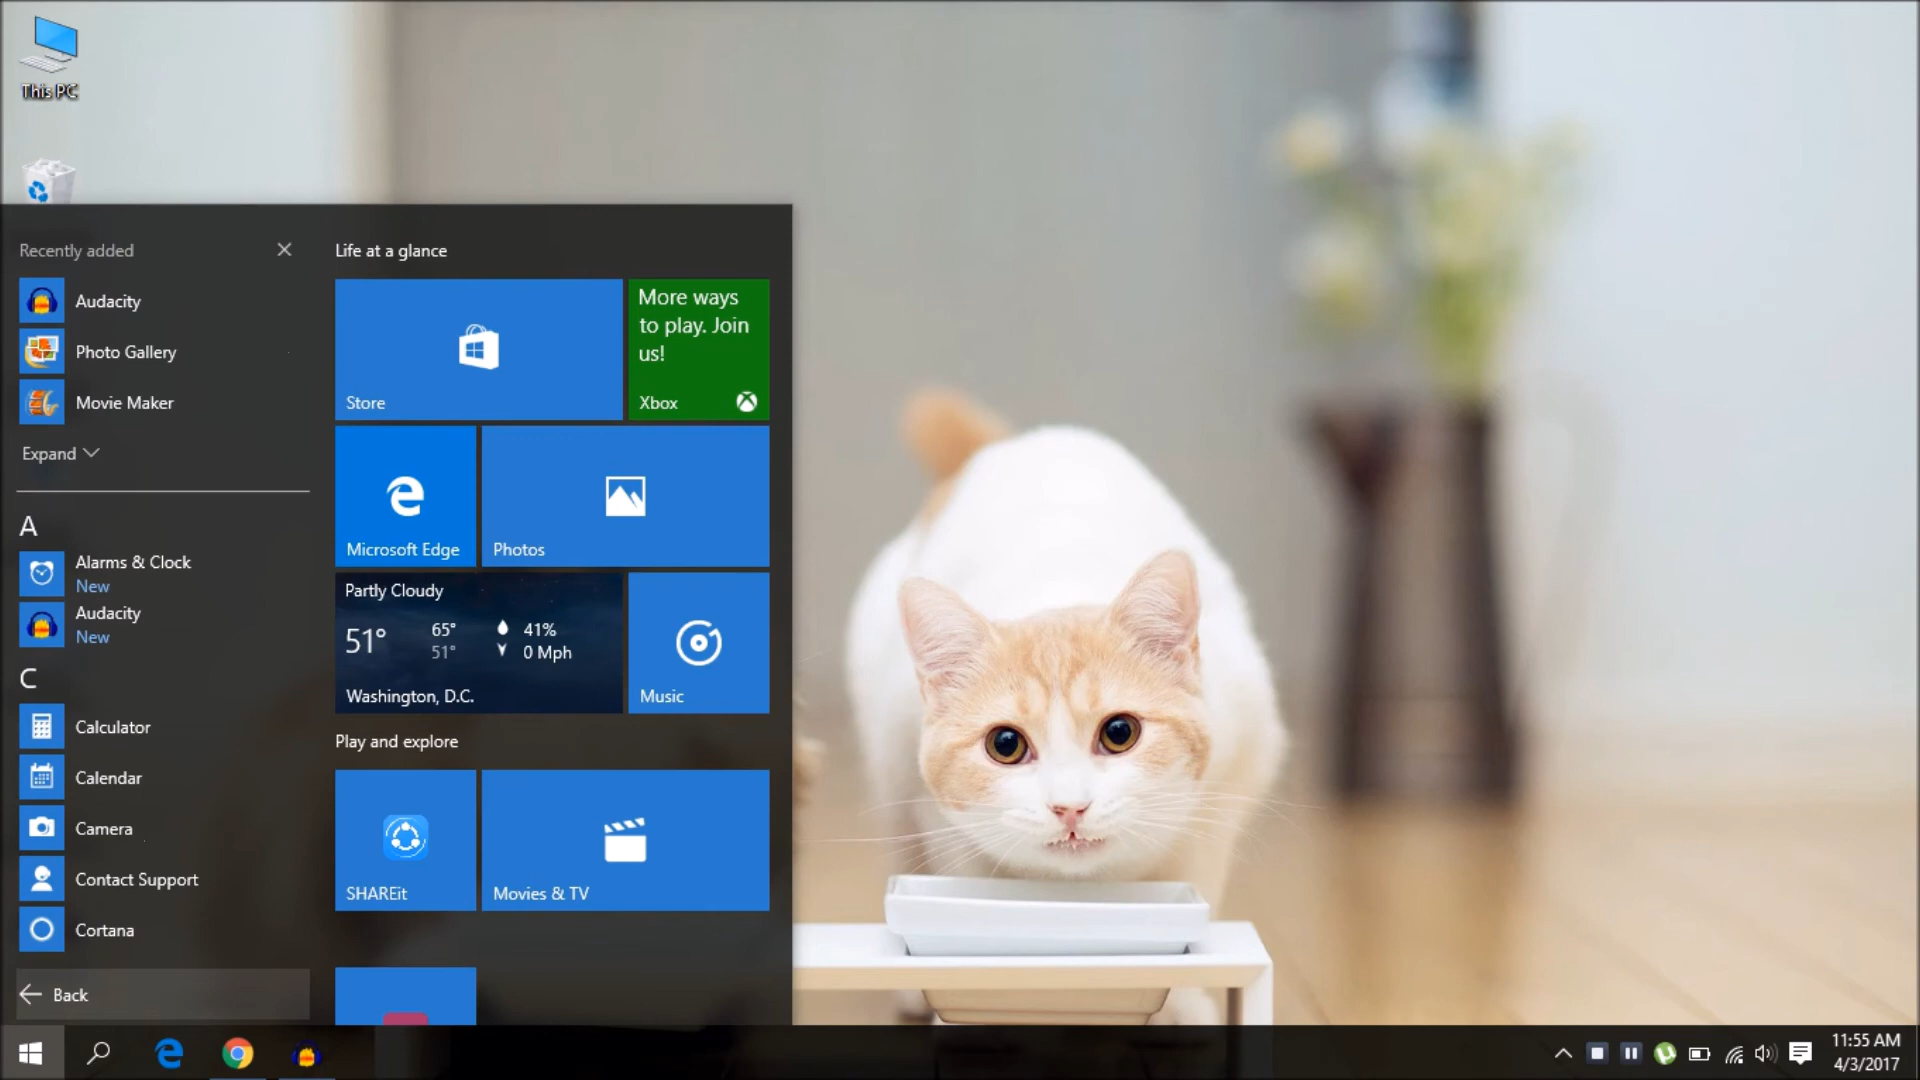 This PC
Recently added
Audacity
Photo Gallery
Movie Maker
Expand
A
Alarms & Clock
New
Audacity
New
C
Calculator
Calendar
Camera
Contact Support
Cortana
Back
Life at a glance
Store
More ways
to play. Join
us!
Xbox
Microsoft Edge
Photos
Partly Cloudy
51° 65° 41%
51° 0 Mph
Washington, D.C.
Music
Play and explore
SHAREit
Movies & TV
11:55 AM
4/3/2017